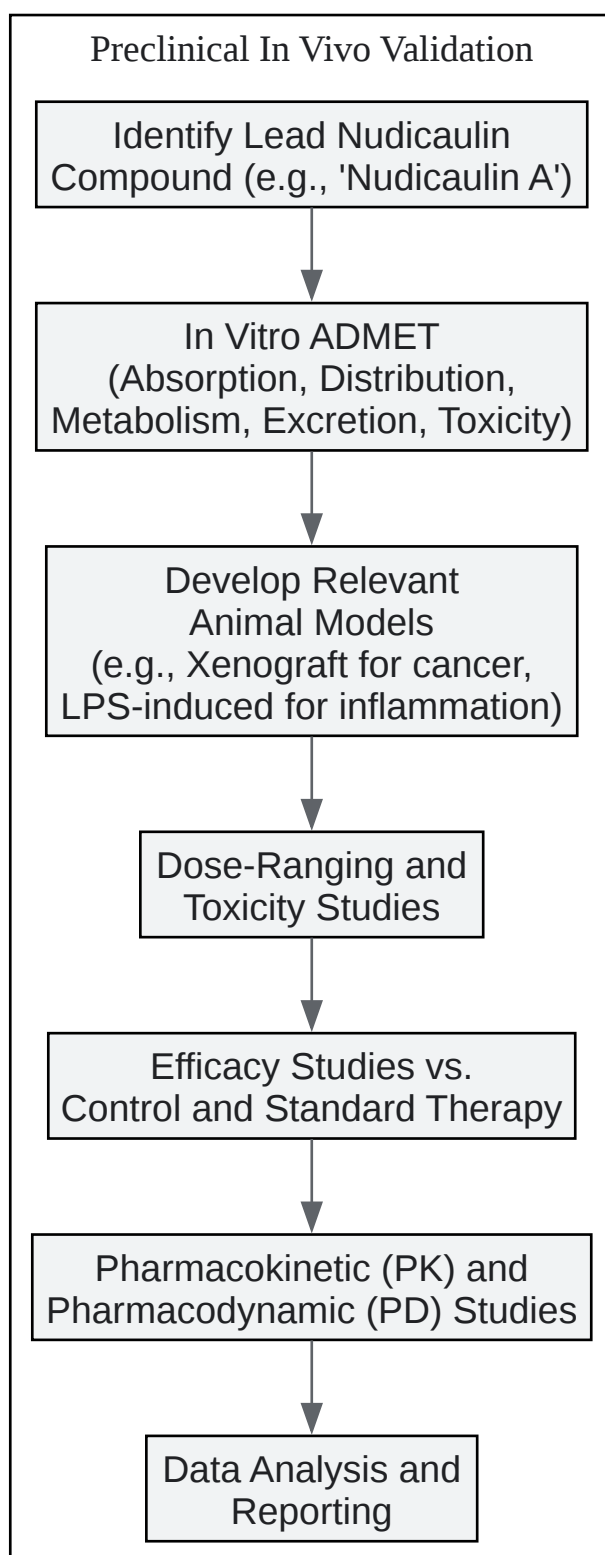 Preclinical In Vivo Validation
Identify Lead Nudicaulin
Compound (e.g., 'Nudicaulin A')
In Vitro ADMET
(Absorption, Distribution,
Metabolism, Excretion, Toxicity)
Develop Relevant
Animal Models
(e.g., Xenograft for cancer,
LPS-induced for inflammation)
Dose-Ranging and
Toxicity Studies
Efficacy Studies vs.
Control and Standard Therapy
Pharmacokinetic (PK) and
Pharmacodynamic (PD) Studies
Data Analysis and
Reporting